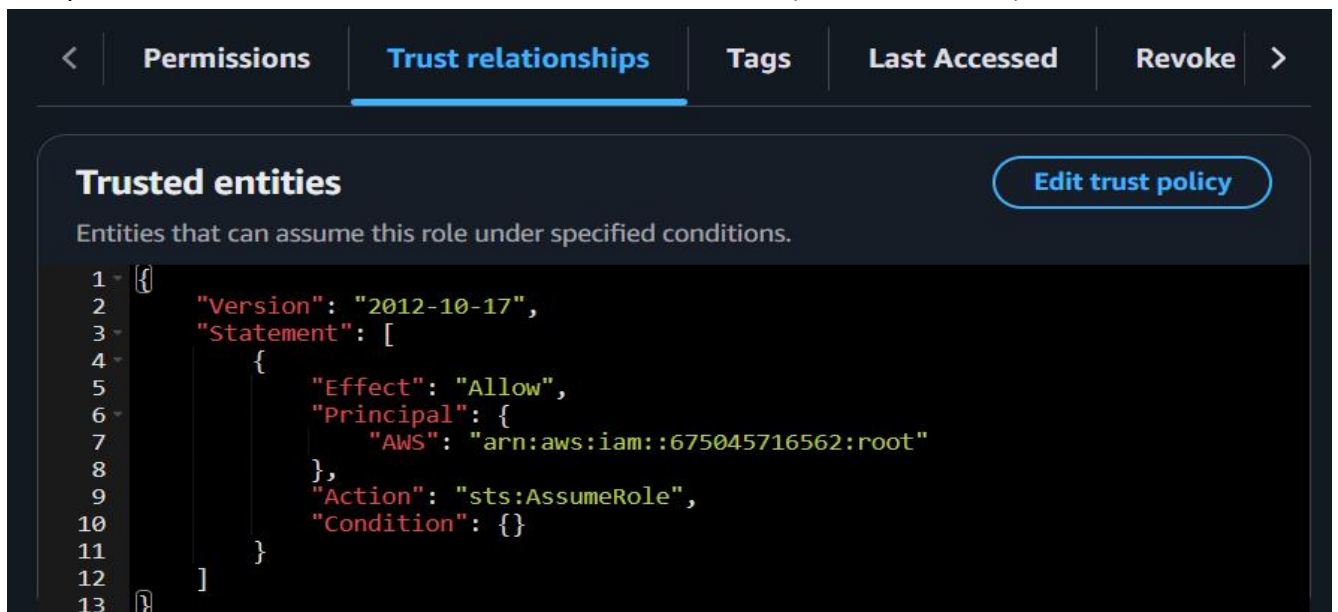 < Permissions Trust relationships Tags Last Accessed Revoke >
Trusted entities
Edit trust policy
Entities that can assume this role under specified conditions.
1 {
2 "Version": "2012-10-17",
3 "Statement": [
4 {
5 "Effect": "Allow",
6 "Principal": {
7 "AWS": "arn:aws:iam::675045716562:root"
8 },
9 "Action": "sts:AssumeRole",
10 "Condition": {}
11 }
12 ]
13 }